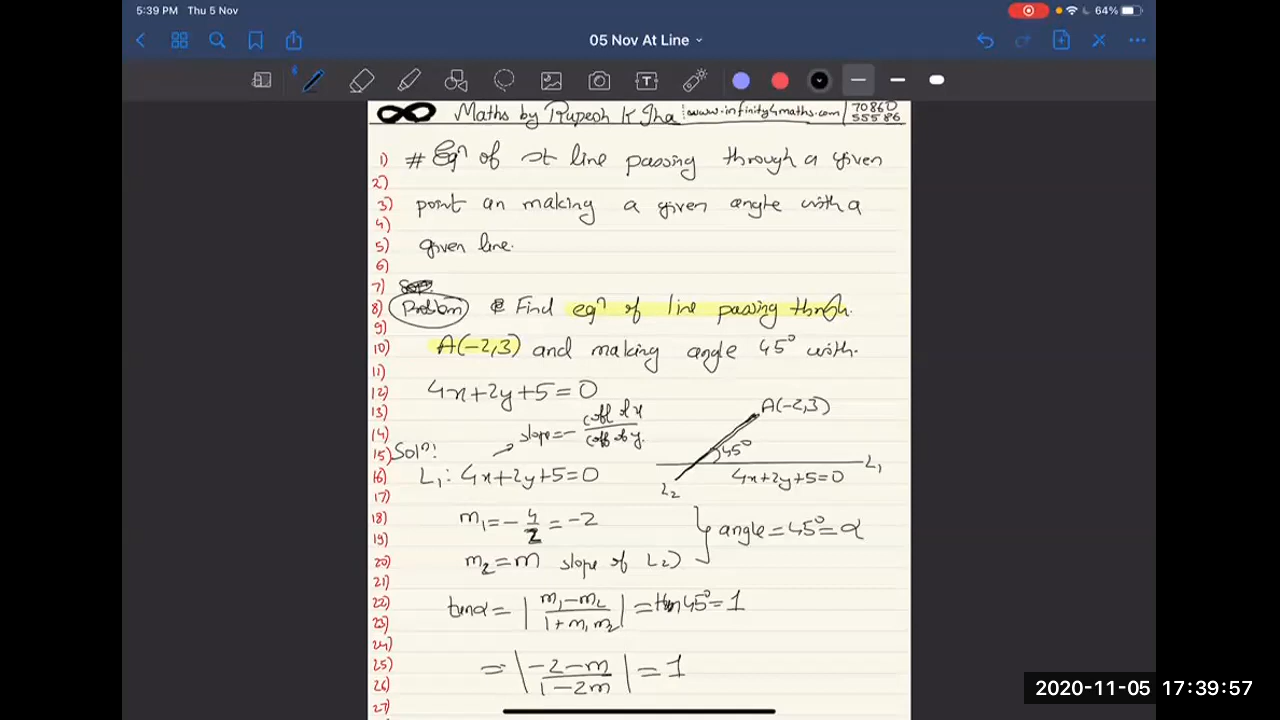 5:39 PM Thu 5 Nov
64%
05 Nov At Line
Maths by Rupesh K Jha www.infinity4maths.com 70860 55586
1) # Eqⁿ of st line passing through a given
2)
3) point an making a given angle with a
4)
5) given line.
6)
7)
8) Problem Find eqⁿ of line passing through
9)
10) A(-2,3) and making angle 45° with
11)
12) 4x+2y+5=0
13)
14) slope = - coff of x / coff of y
15) Solⁿ:
16) L₁: 4x+2y+5=0
17)
18) m₁ = -4/2 = -2
19)
20) m₂ = m slope of L₂)
21)
22) tanα = |(m₁-m₂)/(1+m₁m₂)| = tan45° = 1
23)
24)
25) = |(-2-m)/(1-2m)| = 1
26)
27)
A(-2,3)
45°
L₁
4x+2y+5=0
L₂
angle = 45° = α
2020-11-05 17:39:57